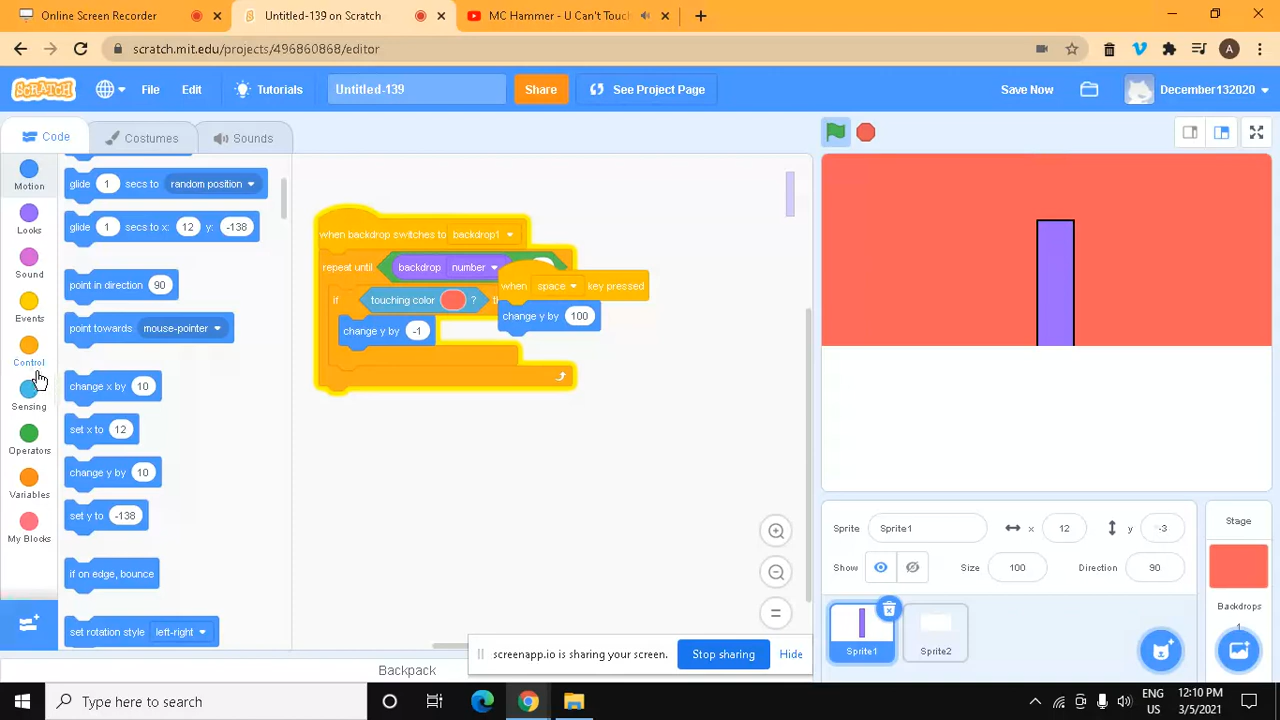 Online Screen Recorder
Untitled-139 on Scratch
MC Hammer - U Can't Touch
scratch.mit.edu/projects/496860868/editor
A
SCRATCH
File
Edit
Tutorials
Untitled-139
Share
See Project Page
Save Now
December132020
Code
Costumes
Sounds
Motion
Looks
Sound
Events
Control
Sensing
Operators
Variables
My Blocks
glide 1 secs to random position
glide 1 secs to x: 12 y: -138
point in direction 90
point towards mouse-pointer
change x by 10
set x to 12
change y by 10
set y to -138
if on edge, bounce
set rotation style left-right
when backdrop switches to backdrop1
repeat until backdrop number
if touching color ? t
change y by -1
when space key pressed
change y by 100
Sprite Sprite1 x 12 y -3
Show Size 100 Direction 90
Sprite1
Sprite2
Stage
Backdrops
1
Backpack
screenapp.io is sharing your screen.
Stop sharing
Hide
Type here to search
ENG
US
12:10 PM
3/5/2021